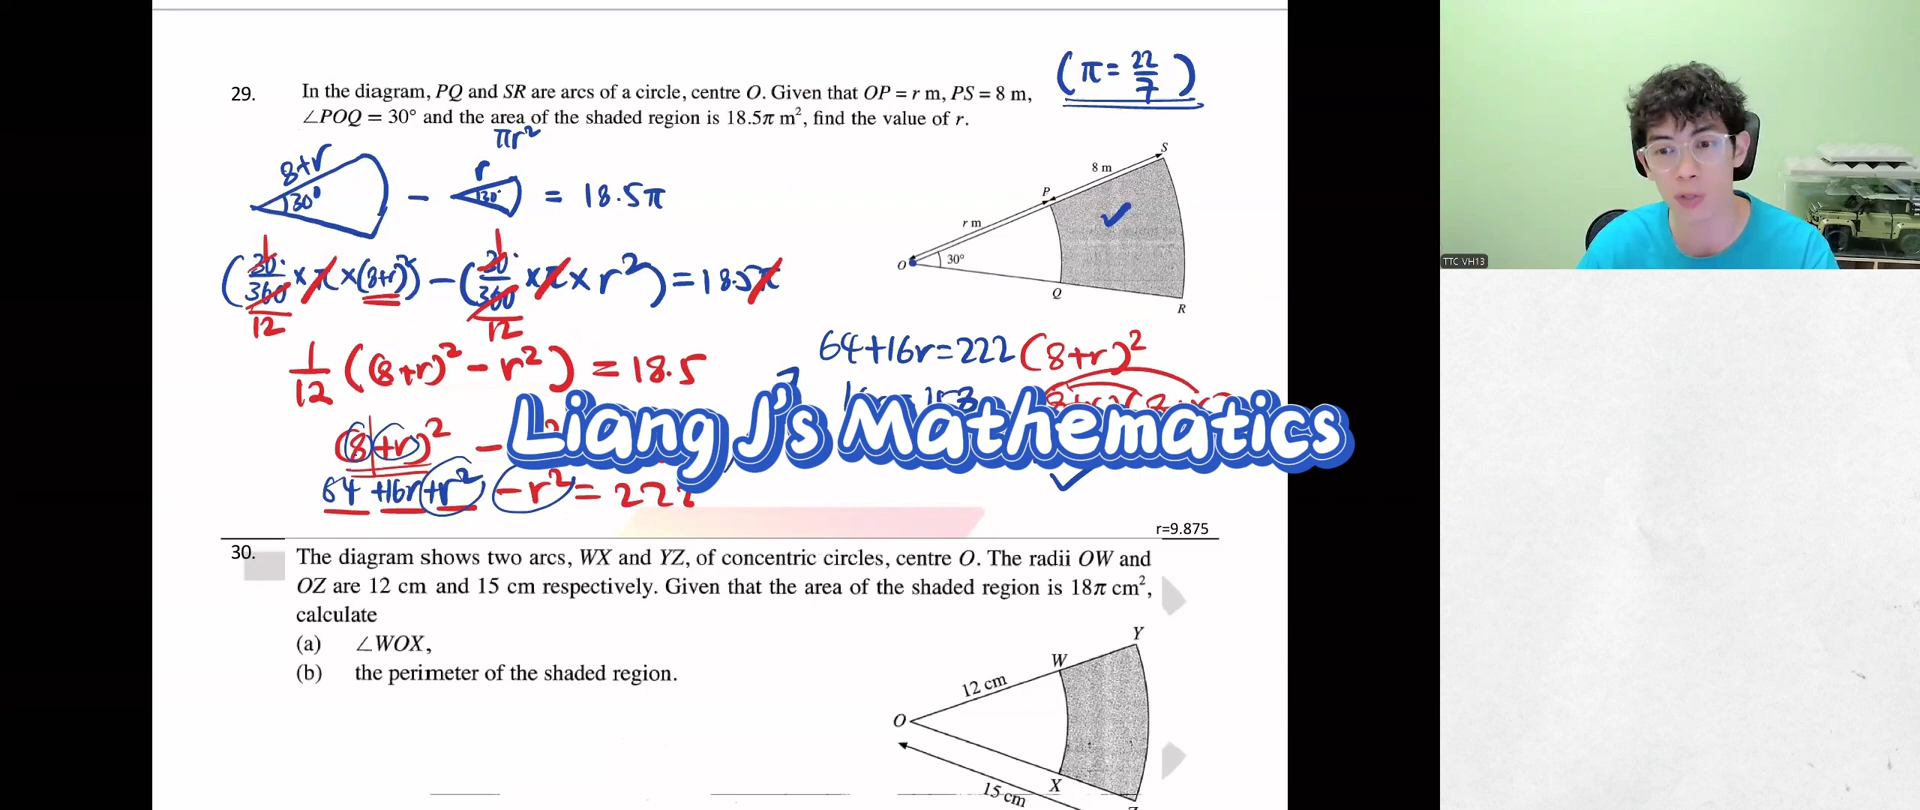 (π = 22/7)
29. In the diagram, PQ and SR are arcs of a circle, centre O. Given that OP = r m, PS = 8 m,
∠POQ = 30° and the area of the shaded region is 18.5π m², find the value of r.
πr²
8+r 30° − r 30° = 18.5π
S
8 m
P
r m
O 30°
Q
R
TTC VH13
1 1
(30/360 × π × (8+r)²) − (30/360 × π × r²) = 18.5π
12 12
1/12 ((8+r)² − r²) = 18.5
64+16r=222 (8+r)²
(8+r)² −
Liang J's Mathematics
64 +16r +r² −r² = 222
r=9.875
30. The diagram shows two arcs, WX and YZ, of concentric circles, centre O. The radii OW and
OZ are 12 cm and 15 cm respectively. Given that the area of the shaded region is 18π cm²,
calculate
(a) ∠WOX,
(b) the perimeter of the shaded region.
Y
W
12 cm
O
X
15 cm